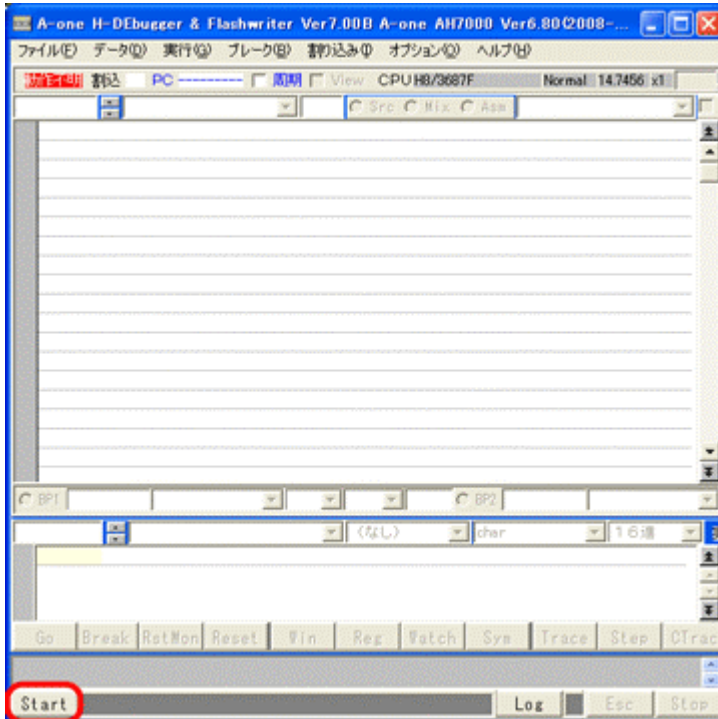 A-one H-DEbugger & Flashwriter Ver7.00B A-one AH7000 Ver6.80(2008-...
ファイル(F) データ(D) 実行(G) ブレーク(B) 割り込み(I) オプション(O) ヘルプ(H)
割込 PC --------- 周期 View CPU H8/3687F Normal 14.7456 x1
Src Mix Asm
BP1 BP2
(なし) char 16進
Go Break RstMon Reset Win Reg Watch Sym Trace Step CTrac
Start Log Esc Stop